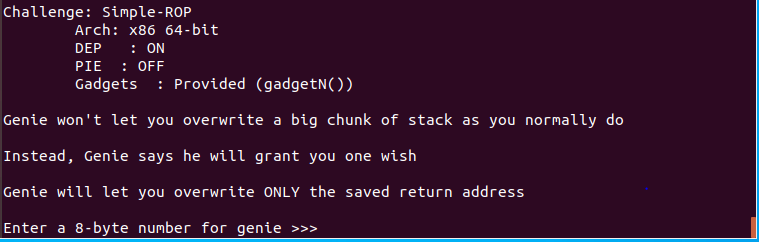 Challenge: Simple-ROP
Arch: x86 64-bit
DEP : ON
PIE : OFF
Gadgets : Provided (gadgetN())
Genie won't let you overwrite a big chunk of stack as you normally do
Instead, Genie says he will grant you one wish
Genie will let you overwrite ONLY the saved return address
Enter a 8-byte number for genie >>>